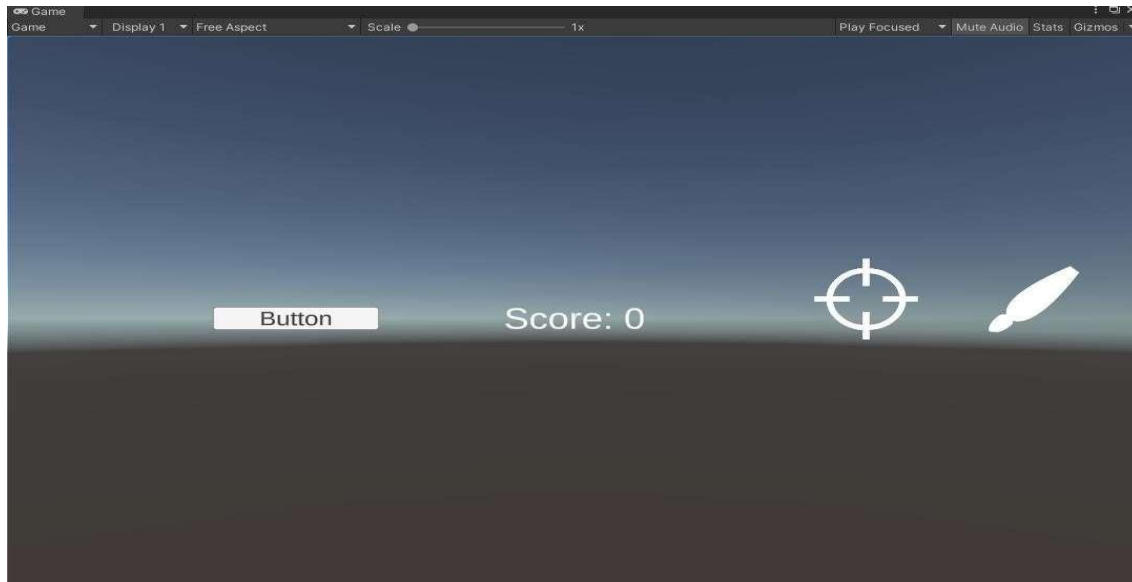 Game
Game Display 1 Free Aspect Scale 1x Play Focused Mute Audio Stats Gizmos
Button Score: 0